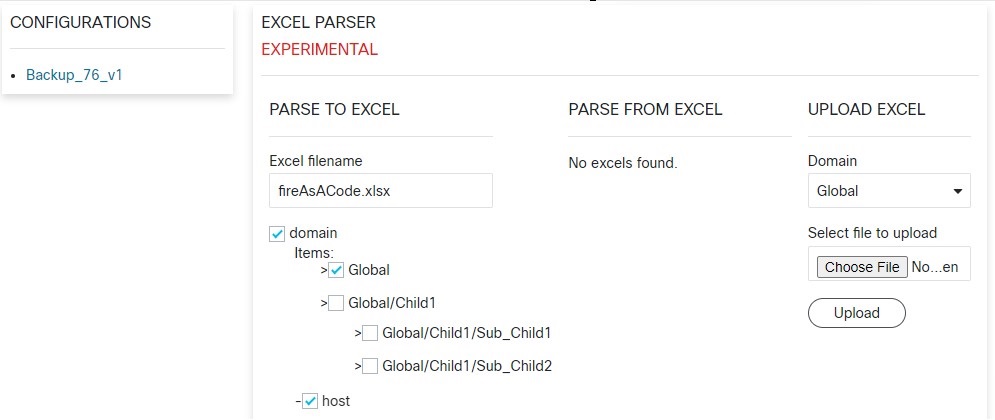 CONFIGURATIONS
Backup_76_v1
EXCEL PARSER
EXPERIMENTAL
PARSE TO EXCEL
Excel filename
fireAsACode.xlsx
domain
Items:
>Global
>Global/Child1
>Global/Child1/Sub_Child1
>Global/Child1/Sub_Child2
-host
PARSE FROM EXCEL
No excels found.
UPLOAD EXCEL
Domain
Global
Select file to upload
Choose File No...en
Upload